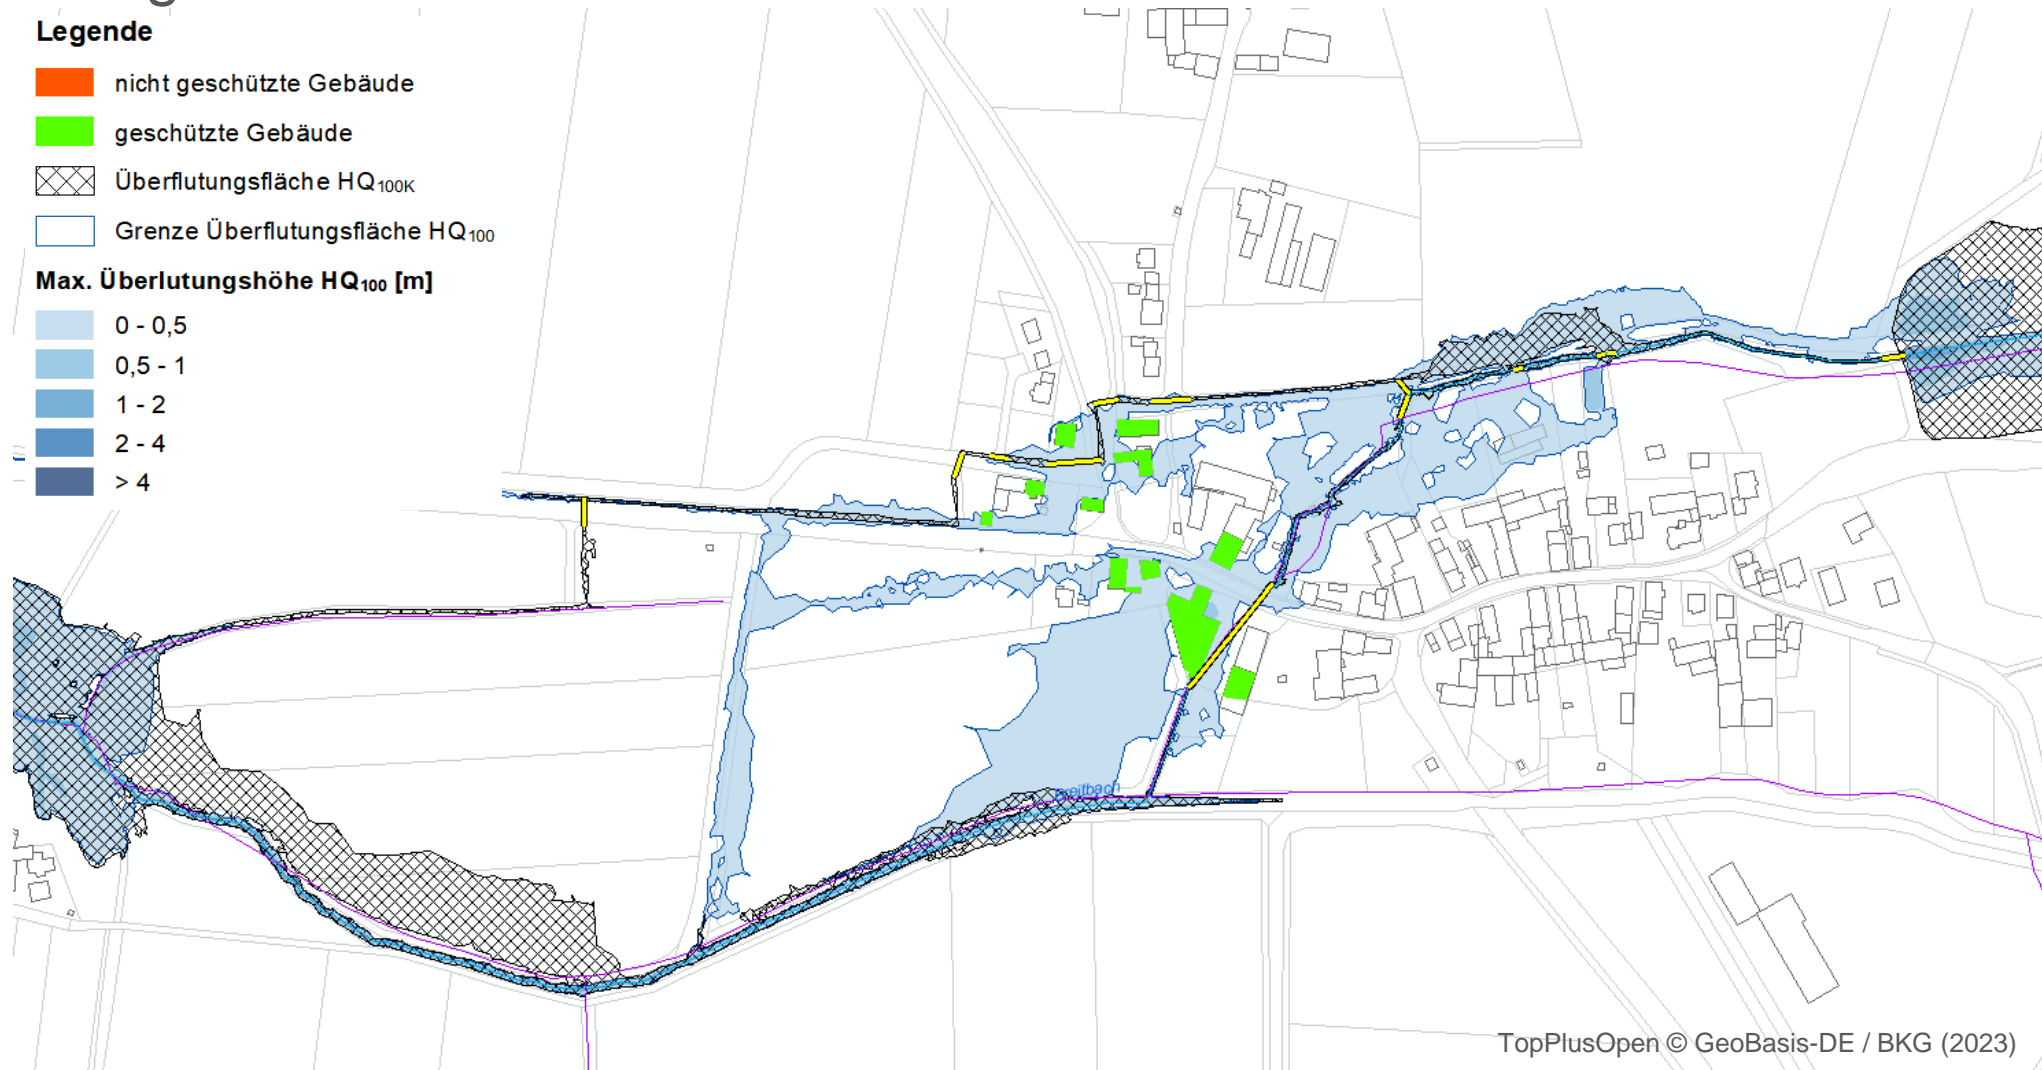 Legende
nicht geschützte Gebäude
geschützte Gebäude
Überflutungsfläche HQ100K
Grenze Überflutungsfläche HQ100
Max. Überlutungshöhe HQ100 [m]
0 - 0,5
0,5 - 1
1 - 2
2 - 4
> 4
Breitbach
TopPlusOpen © GeoBasis-DE / BKG (2023)